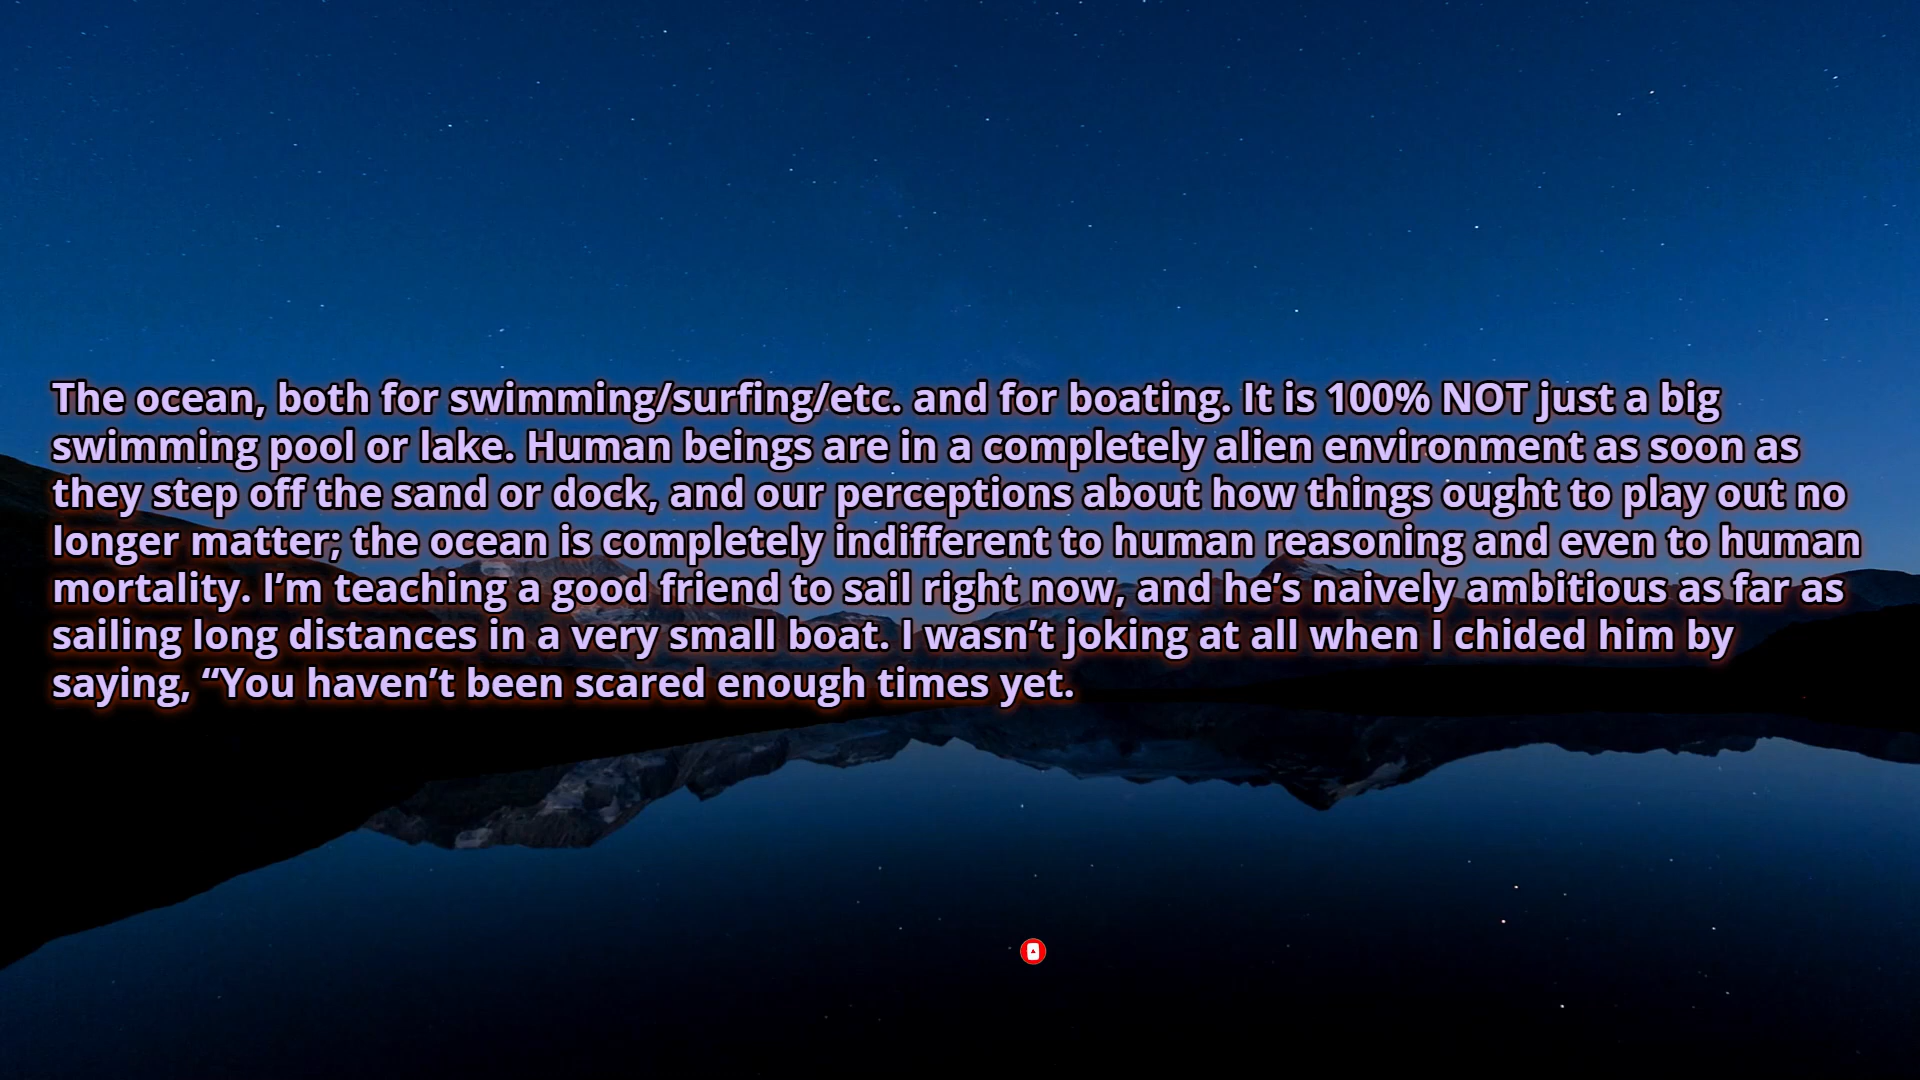 The ocean, both for swimming/surfing/etc. and for boating. It is 100% NOT just a big
swimming pool or lake. Human beings are in a completely alien environment as soon as
they step off the sand or dock, and our perceptions about how things ought to play out no
longer matter; the ocean is completely indifferent to human reasoning and even to human
mortality. I’m teaching a good friend to sail right now, and he’s naively ambitious as far as
sailing long distances in a very small boat. I wasn’t joking at all when I chided him by
saying, “You haven’t been scared enough times yet.